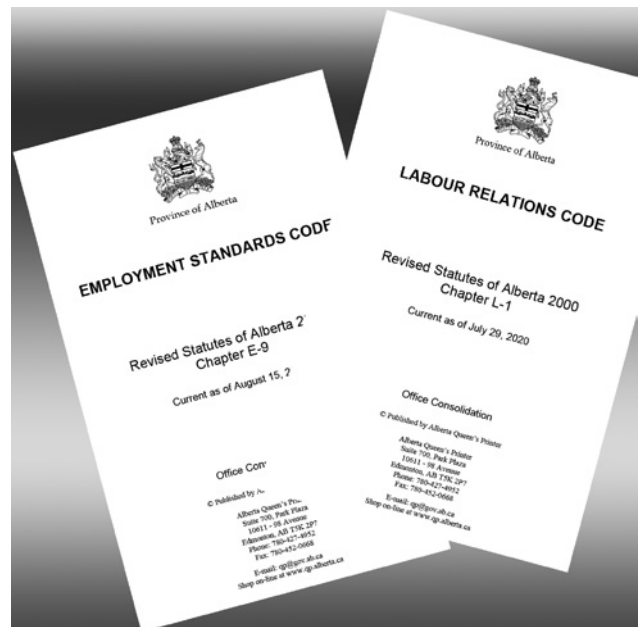 Province of Alberta
EMPLOYMENT STANDARDS CODE
Revised Statutes of Alberta 2
Chapter E-9
Current as of August 15, 2
Office Con
© Published by A
Alberta Queen's Prin
Suite 700, Park Plaza
10611 - 98 Avenue
Edmonton, AB T5K 2P7
Phone: 780-427-4952
Fax: 780-452-0668
E-mail: qp@gov.ab.ca
Shop on-line at www.qp.alberta.ca
Province of Alberta
LABOUR RELATIONS CODE
Revised Statutes of Alberta 2000
Chapter L-1
Current as of July 29, 2020
Office Consolidation
© Published by Alberta Queen's Printer
Alberta Queen's Printer
Suite 700, Park Plaza
10611 - 98 Avenue
Edmonton, AB T5K 2P7
Phone: 780-427-4952
Fax: 780-452-0668
E-mail: qp@gov.ab.ca
Shop on-line at www.qp.alberta.ca